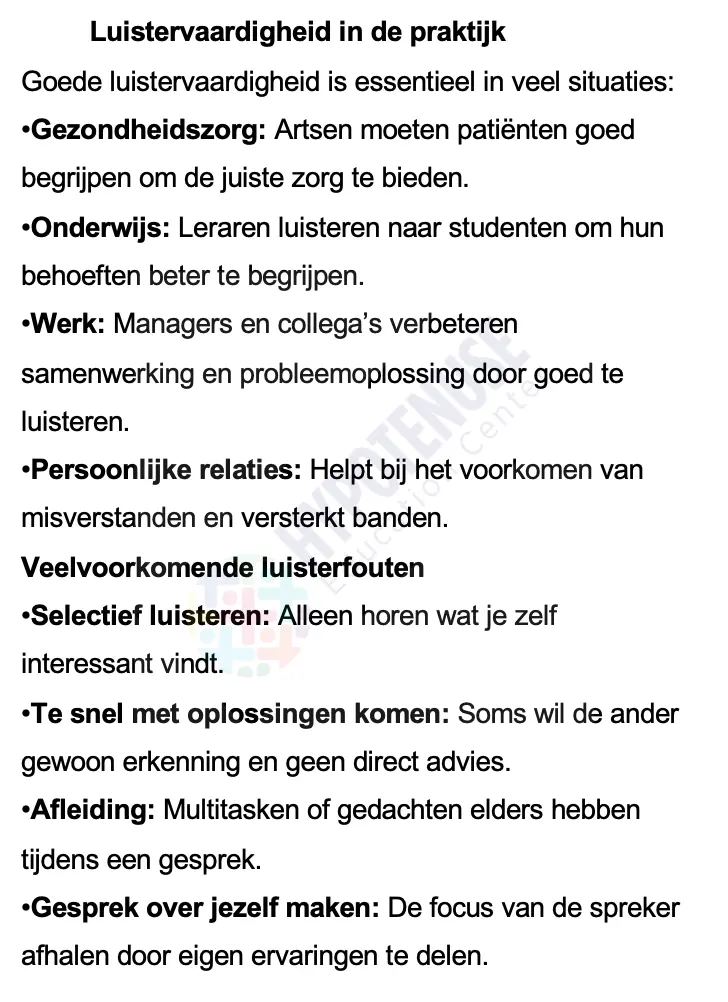 Luistervaardigheid in de praktijk
Goede luistervaardigheid is essentieel in veel situaties:
•Gezondheidszorg: Artsen moeten patiënten goed
begrijpen om de juiste zorg te bieden.
•Onderwijs: Leraren luisteren naar studenten om hun
behoeften beter te begrijpen.
•Werk: Managers en collega’s verbeteren
samenwerking en probleemoplossing door goed te
luisteren.
•Persoonlijke relaties: Helpt bij het voorkomen van
misverstanden en versterkt banden.
Veelvoorkomende luisterfouten
•Selectief luisteren: Alleen horen wat je zelf
interessant vindt.
•Te snel met oplossingen komen: Soms wil de ander
gewoon erkenning en geen direct advies.
•Afleiding: Multitasken of gedachten elders hebben
tijdens een gesprek.
•Gesprek over jezelf maken: De focus van de spreker
afhalen door eigen ervaringen te delen.
HYPOTENUSE
Education Center